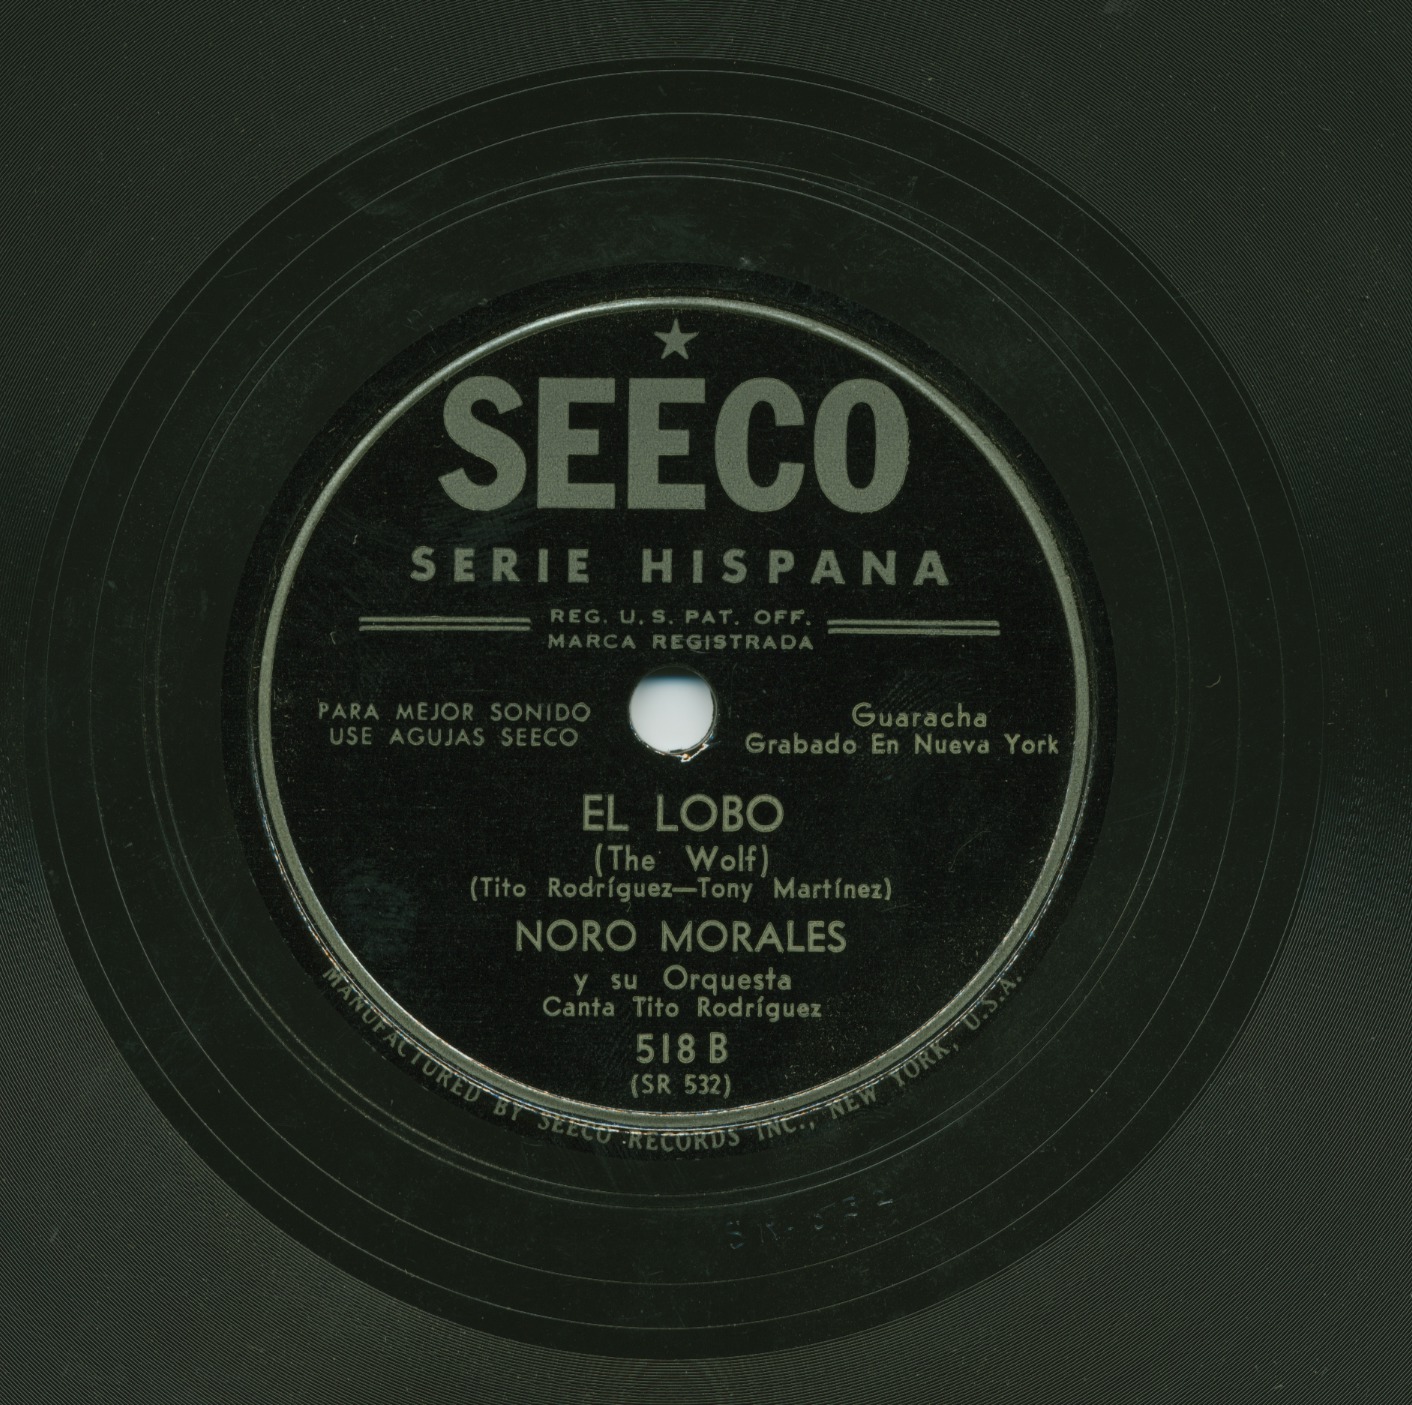 SEECO
SERIE HISPANA
REG. U. S. PAT. OFF.
MARCA REGISTRADA
PARA MEJOR SONIDO
USE AGUJAS SEECO
Guaracha
Grabado En Nueva York
EL LOBO
(The Wolf)
(Tito Rodríguez—Tony Martínez)
NORO MORALES
y su Orquesta
Canta Tito Rodríguez
518 B
(SR 532)
MANUFACTURED BY SEECO RECORDS INC., NEW YORK, U.S.A.
SR-532